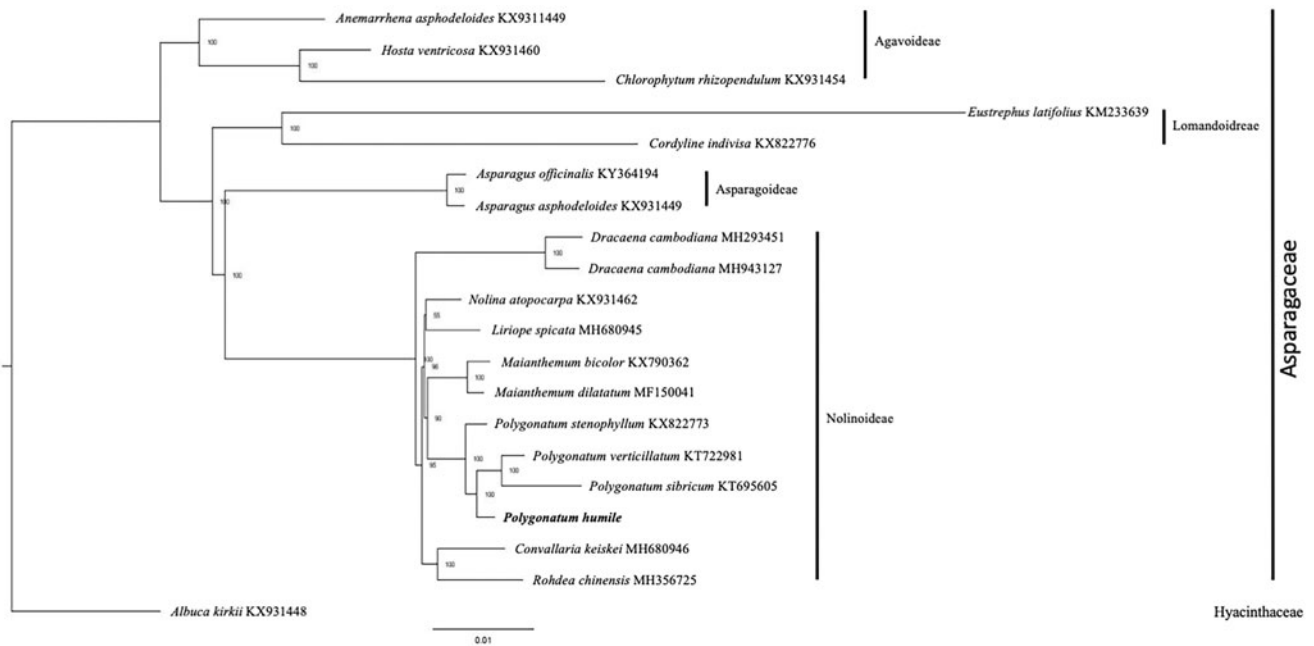 Anemarrhena asphodeloides KX9311449
100
Agavoideae
Hosta ventricosa KX931460
100
Chlorophytum rhizopendulum KX931454
Eustrephus latifolius KM233639
100
Lomandoidreae
Cordyline indivisa KX822776
Asparagus officinalis KY364194
100
100
Asparagoideae
Asparagus asphodeloides KX931449
Dracaena cambodiana MH293451
100
Dracaena cambodiana MH943127
100
Nolina atopocarpa KX931462
55
Liriope spicata MH680945
100
98
Maianthemum bicolor KX790362
100
Maianthemum dilatatum MF150041
90
Nolinoideae
Polygonatum stenophyllum KX822773
Polygonatum verticillatum KT722981
100
95
100
Polygonatum sibricum KT695605
100
Polygonatum humile
Convallaria keiskei MH680946
100
Rohdea chinensis MH356725
Asparagaceae
Albuca kirkii KX931448
Hyacinthaceae
0.01